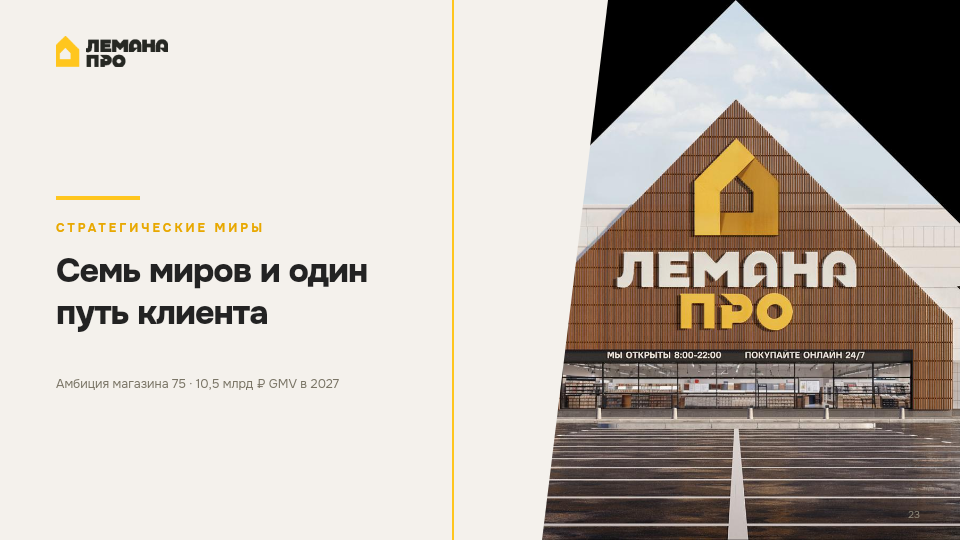 ЛЕМАНА
ПРО
СТРАТЕГИЧЕСКИЕ МИРЫ
Семь миров и один
путь клиента
Амбиция магазина 75 · 10,5 млрд ₽ GMV в 2027
ЛЕМАНА
ПРО
МЫ ОТКРЫТЫ 8:00-22:00 ПОКУПАЙТЕ ОНЛАЙН 24/7
23